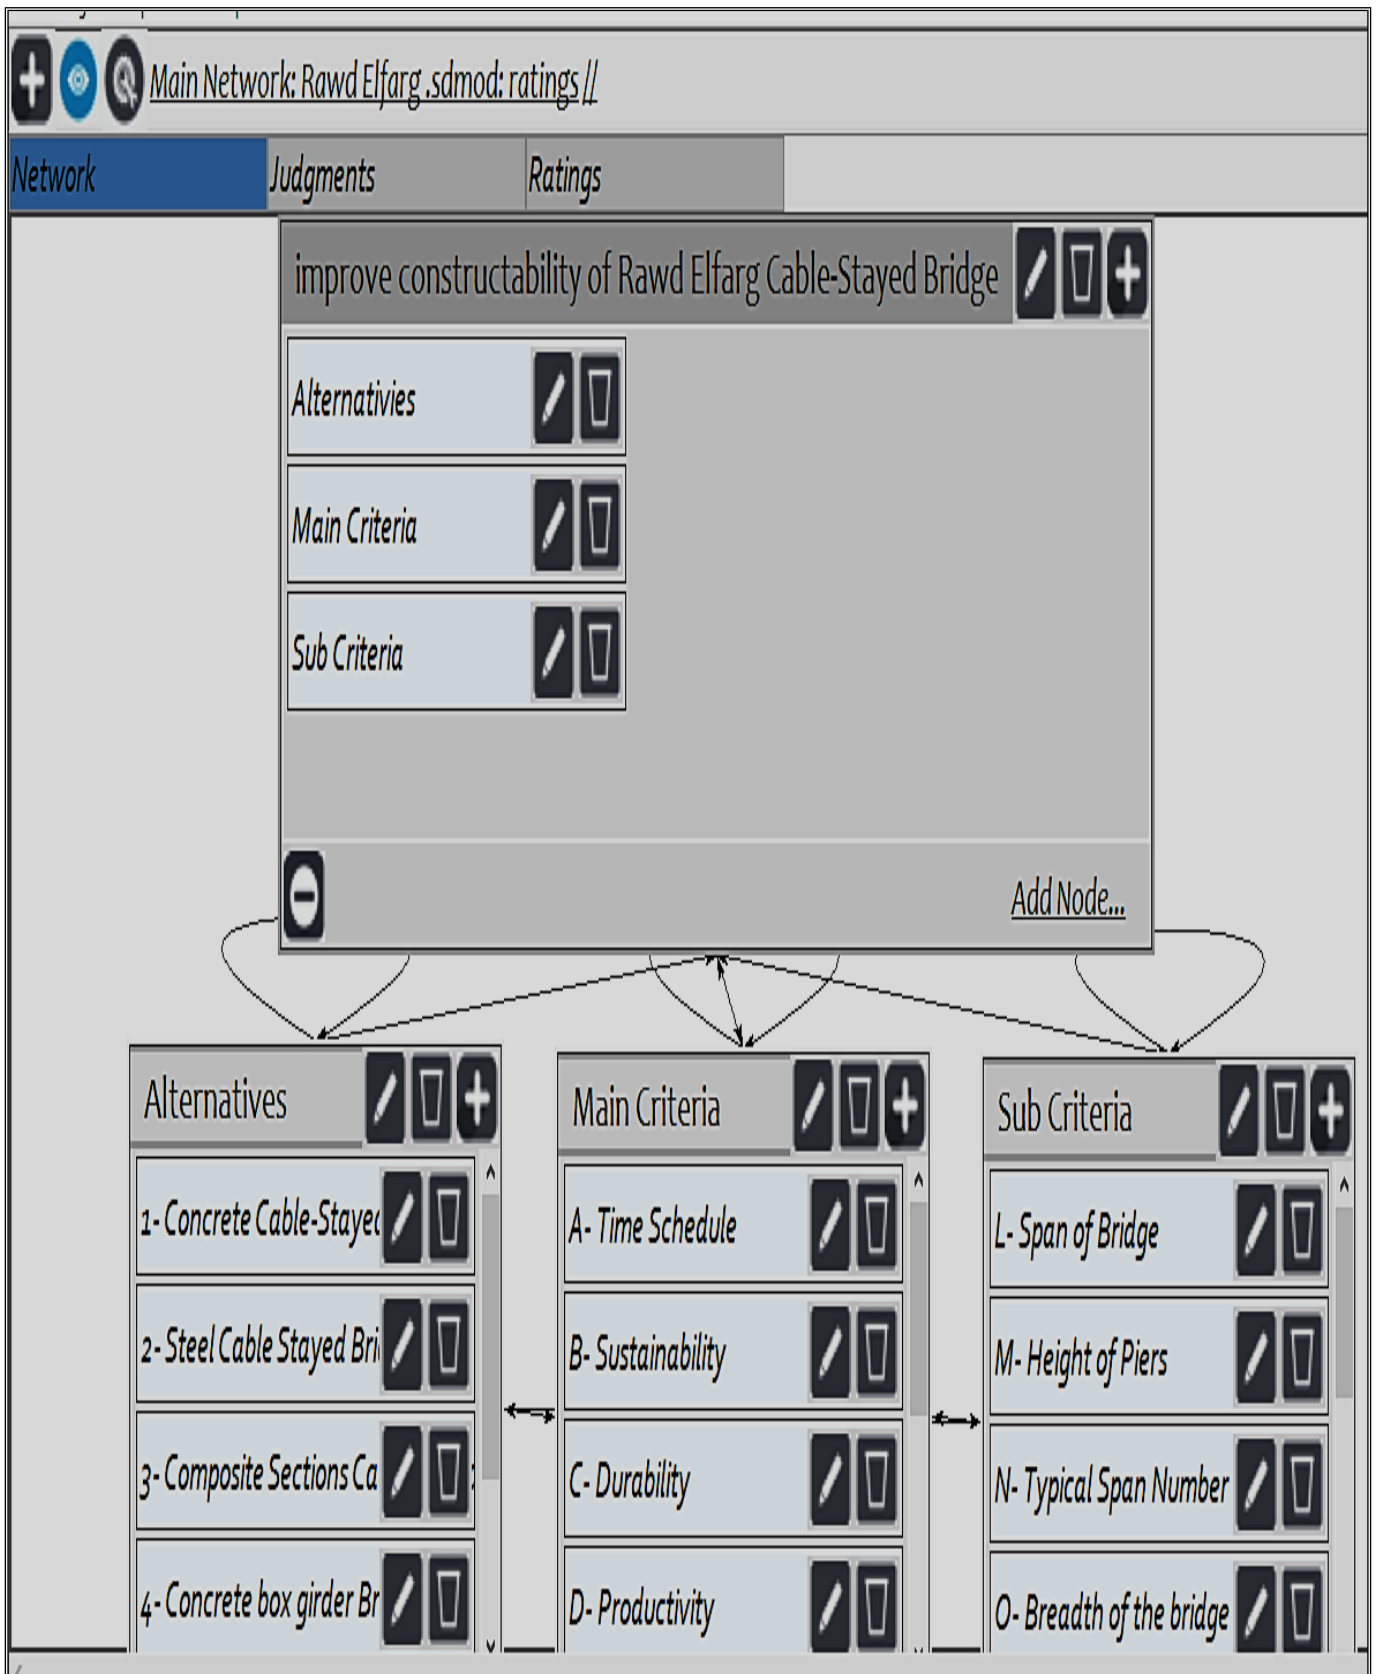 Main Network: Rawd Elfarg .sdmod: ratings //
Network
Judgments
Ratings
improve constructability of Rawd Elfarg Cable-Stayed Bridge
Alternativies
Main Criteria
Sub Criteria
Add Node...
Alternatives
1- Concrete Cable-Stayed
2- Steel Cable Stayed Bri
3- Composite Sections Ca
4- Concrete box girder Br
Main Criteria
A- Time Schedule
B- Sustainability
C- Durability
D- Productivity
Sub Criteria
L- Span of Bridge
M- Height of Piers
N- Typical Span Number
O- Breadth of the bridge